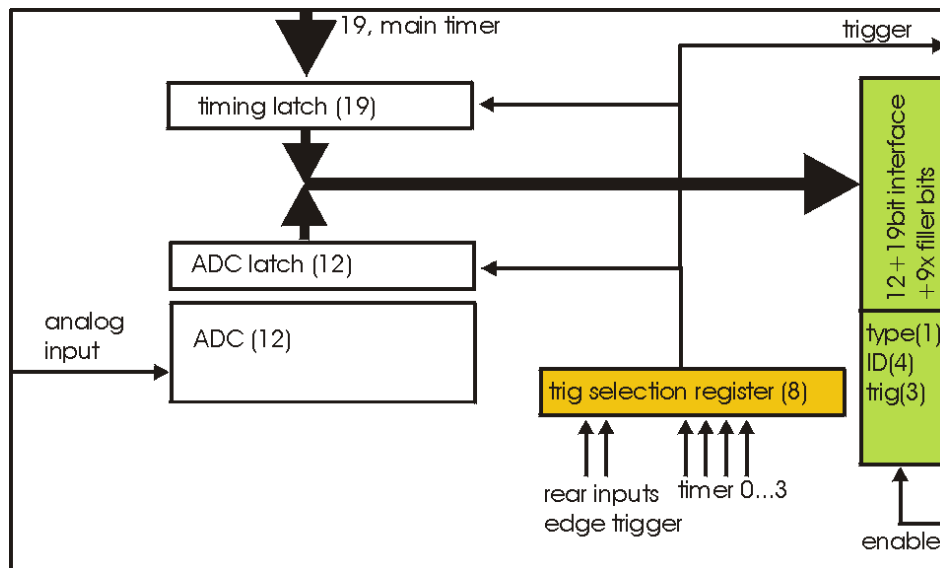 19, main timer
trigger
timing latch (19)
12+19bit interface
+9x filler bits
ADC latch (12)
analog
input
ADC (12)
type(1)
ID(4)
trig(3)
trig selection register (8)
rear inputs
edge trigger
timer 0...3
enable